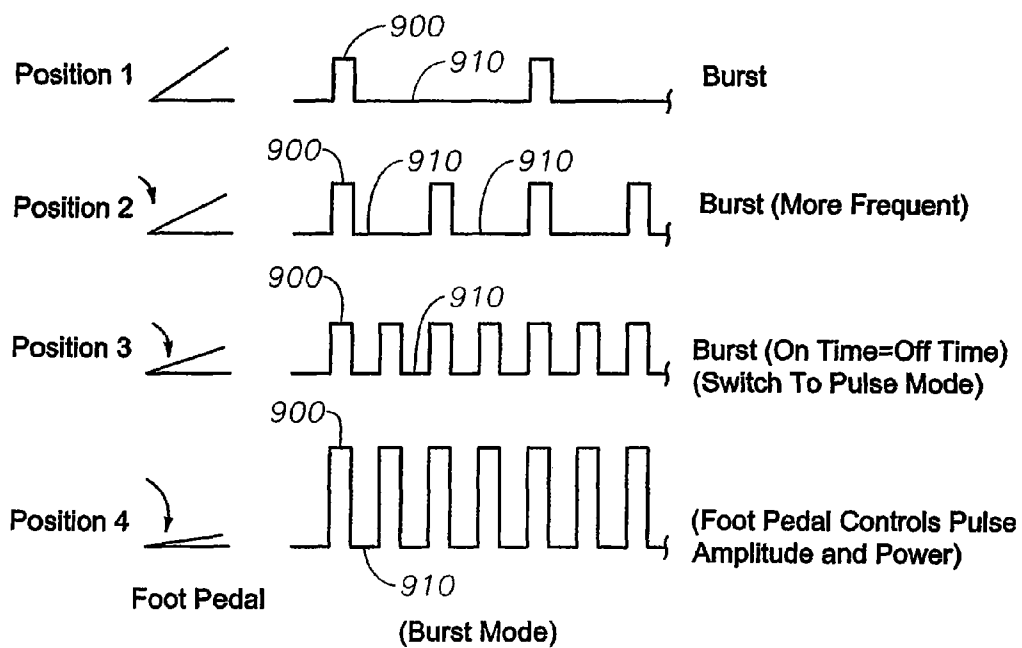 900
910
Position 1
Burst
900
910
910
Position 2
Burst (More Frequent)
900
910
Position 3
Burst (On Time=Off Time)
(Switch To Pulse Mode)
900
Position 4
(Foot Pedal Controls Pulse
Amplitude and Power)
910
Foot Pedal
(Burst Mode)